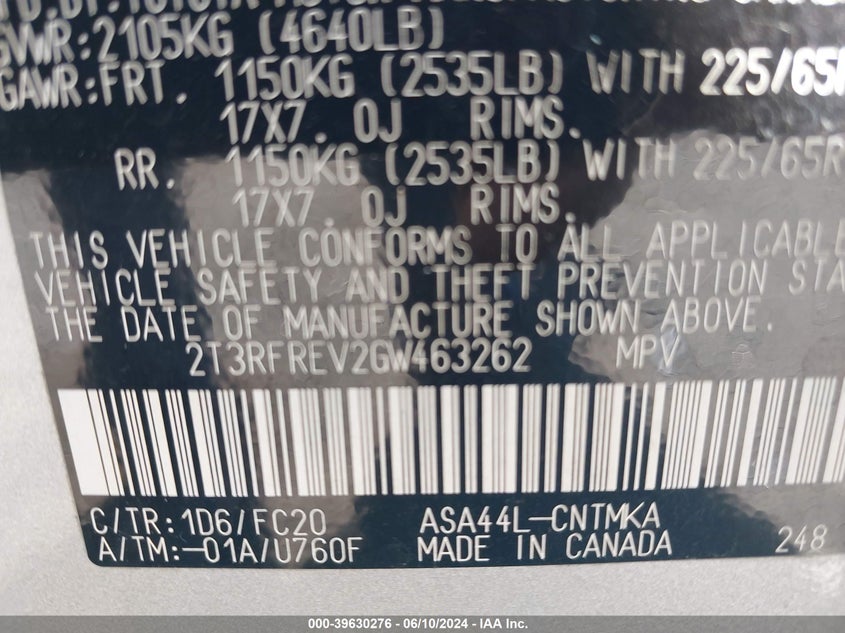 GVWR:2105KG (4640LB)
GAWR:FRT. 1150KG (2535LB) WITH 225/65R
17X7.0J RIMS.
RR. 1150KG (2535LB) WITH 225/65R
17X7.0J RIMS.
THIS VEHICLE CONFORMS TO ALL APPLICABLE
VEHICLE SAFETY AND THEFT PREVENTION STA
THE DATE OF MANUFACTURE SHOWN ABOVE.
2T3RFREV2GW463262 MPV
C/TR:1D6/FC20 ASA44L-CNTMKA
A/TM:-01A/U760F MADE IN CANADA 248
000-39630276 - 06/10/2024 - IAA Inc.